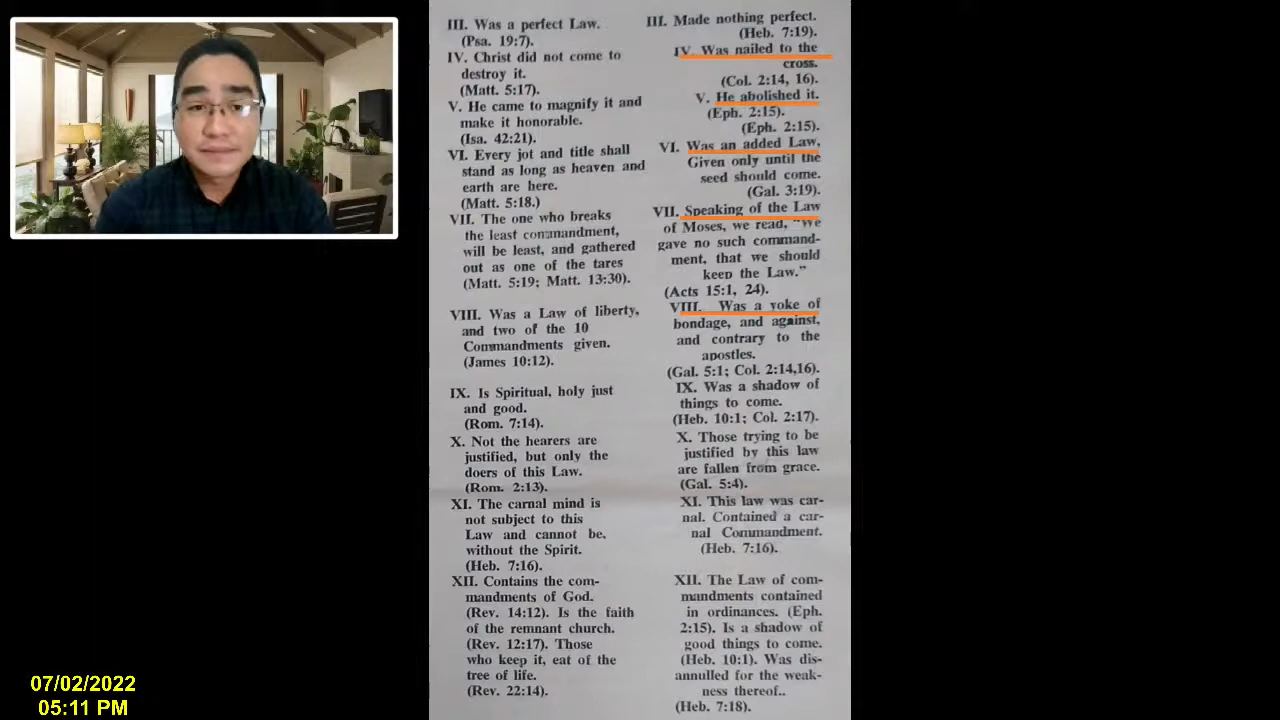 III. Was a perfect Law.
(Psa. 19:7).
IV. Christ did not come to
destroy it.
(Matt. 5:17).
V. He came to magnify it and
make it honorable.
(Isa. 42:21).
VI. Every jot and title shall
stand as long as heaven and
earth are here.
(Matt. 5:18.)
VII. The one who breaks
the least commandment,
will be least, and gathered
out as one of the tares
(Matt. 5:19; Matt. 13:30).
VIII. Was a Law of liberty,
and two of the 10
Commandments given.
(James 10:12).
IX. Is Spiritual, holy just
and good.
(Rom. 7:14).
X. Not the hearers are
justified, but only the
doers of this Law.
(Rom. 2:13).
XI. The carnal mind is
not subject to this
Law and cannot be,
without the Spirit.
(Heb. 7:16).
XII. Contains the com-
mandments of God.
(Rev. 14:12). Is the faith
of the remnant church.
(Rev. 12:17). Those
who keep it, eat of the
tree of life.
(Rev. 22:14).
III. Made nothing perfect.
(Heb. 7:19).
IV. Was nailed to the
cross.
(Col. 2:14, 16).
V. He abolished it.
(Eph. 2:15).
(Eph. 2:15).
VI. Was an added Law,
Given only until the
seed should come.
(Gal. 3:19).
VII. Speaking of the Law
of Moses, we read, "We
gave no such command-
ment, that we should
keep the Law."
(Acts 15:1, 24).
VIII. Was a yoke of
bondage, and against,
and contrary to the
apostles.
(Gal. 5:1; Col. 2:14,16).
IX. Was a shadow of
things to come.
(Heb. 10:1; Col. 2:17).
X. Those trying to be
justified by this law
are fallen from grace.
(Gal. 5:4).
XI. This law was car-
nal. Contained a car-
nal Commandment.
(Heb. 7:16).
XII. The Law of com-
mandments contained
in ordinances. (Eph.
2:15). Is a shadow of
good things to come.
(Heb. 10:1). Was dis-
annulled for the weak-
ness thereof..
(Heb. 7:18).
07/02/2022
05:11 PM